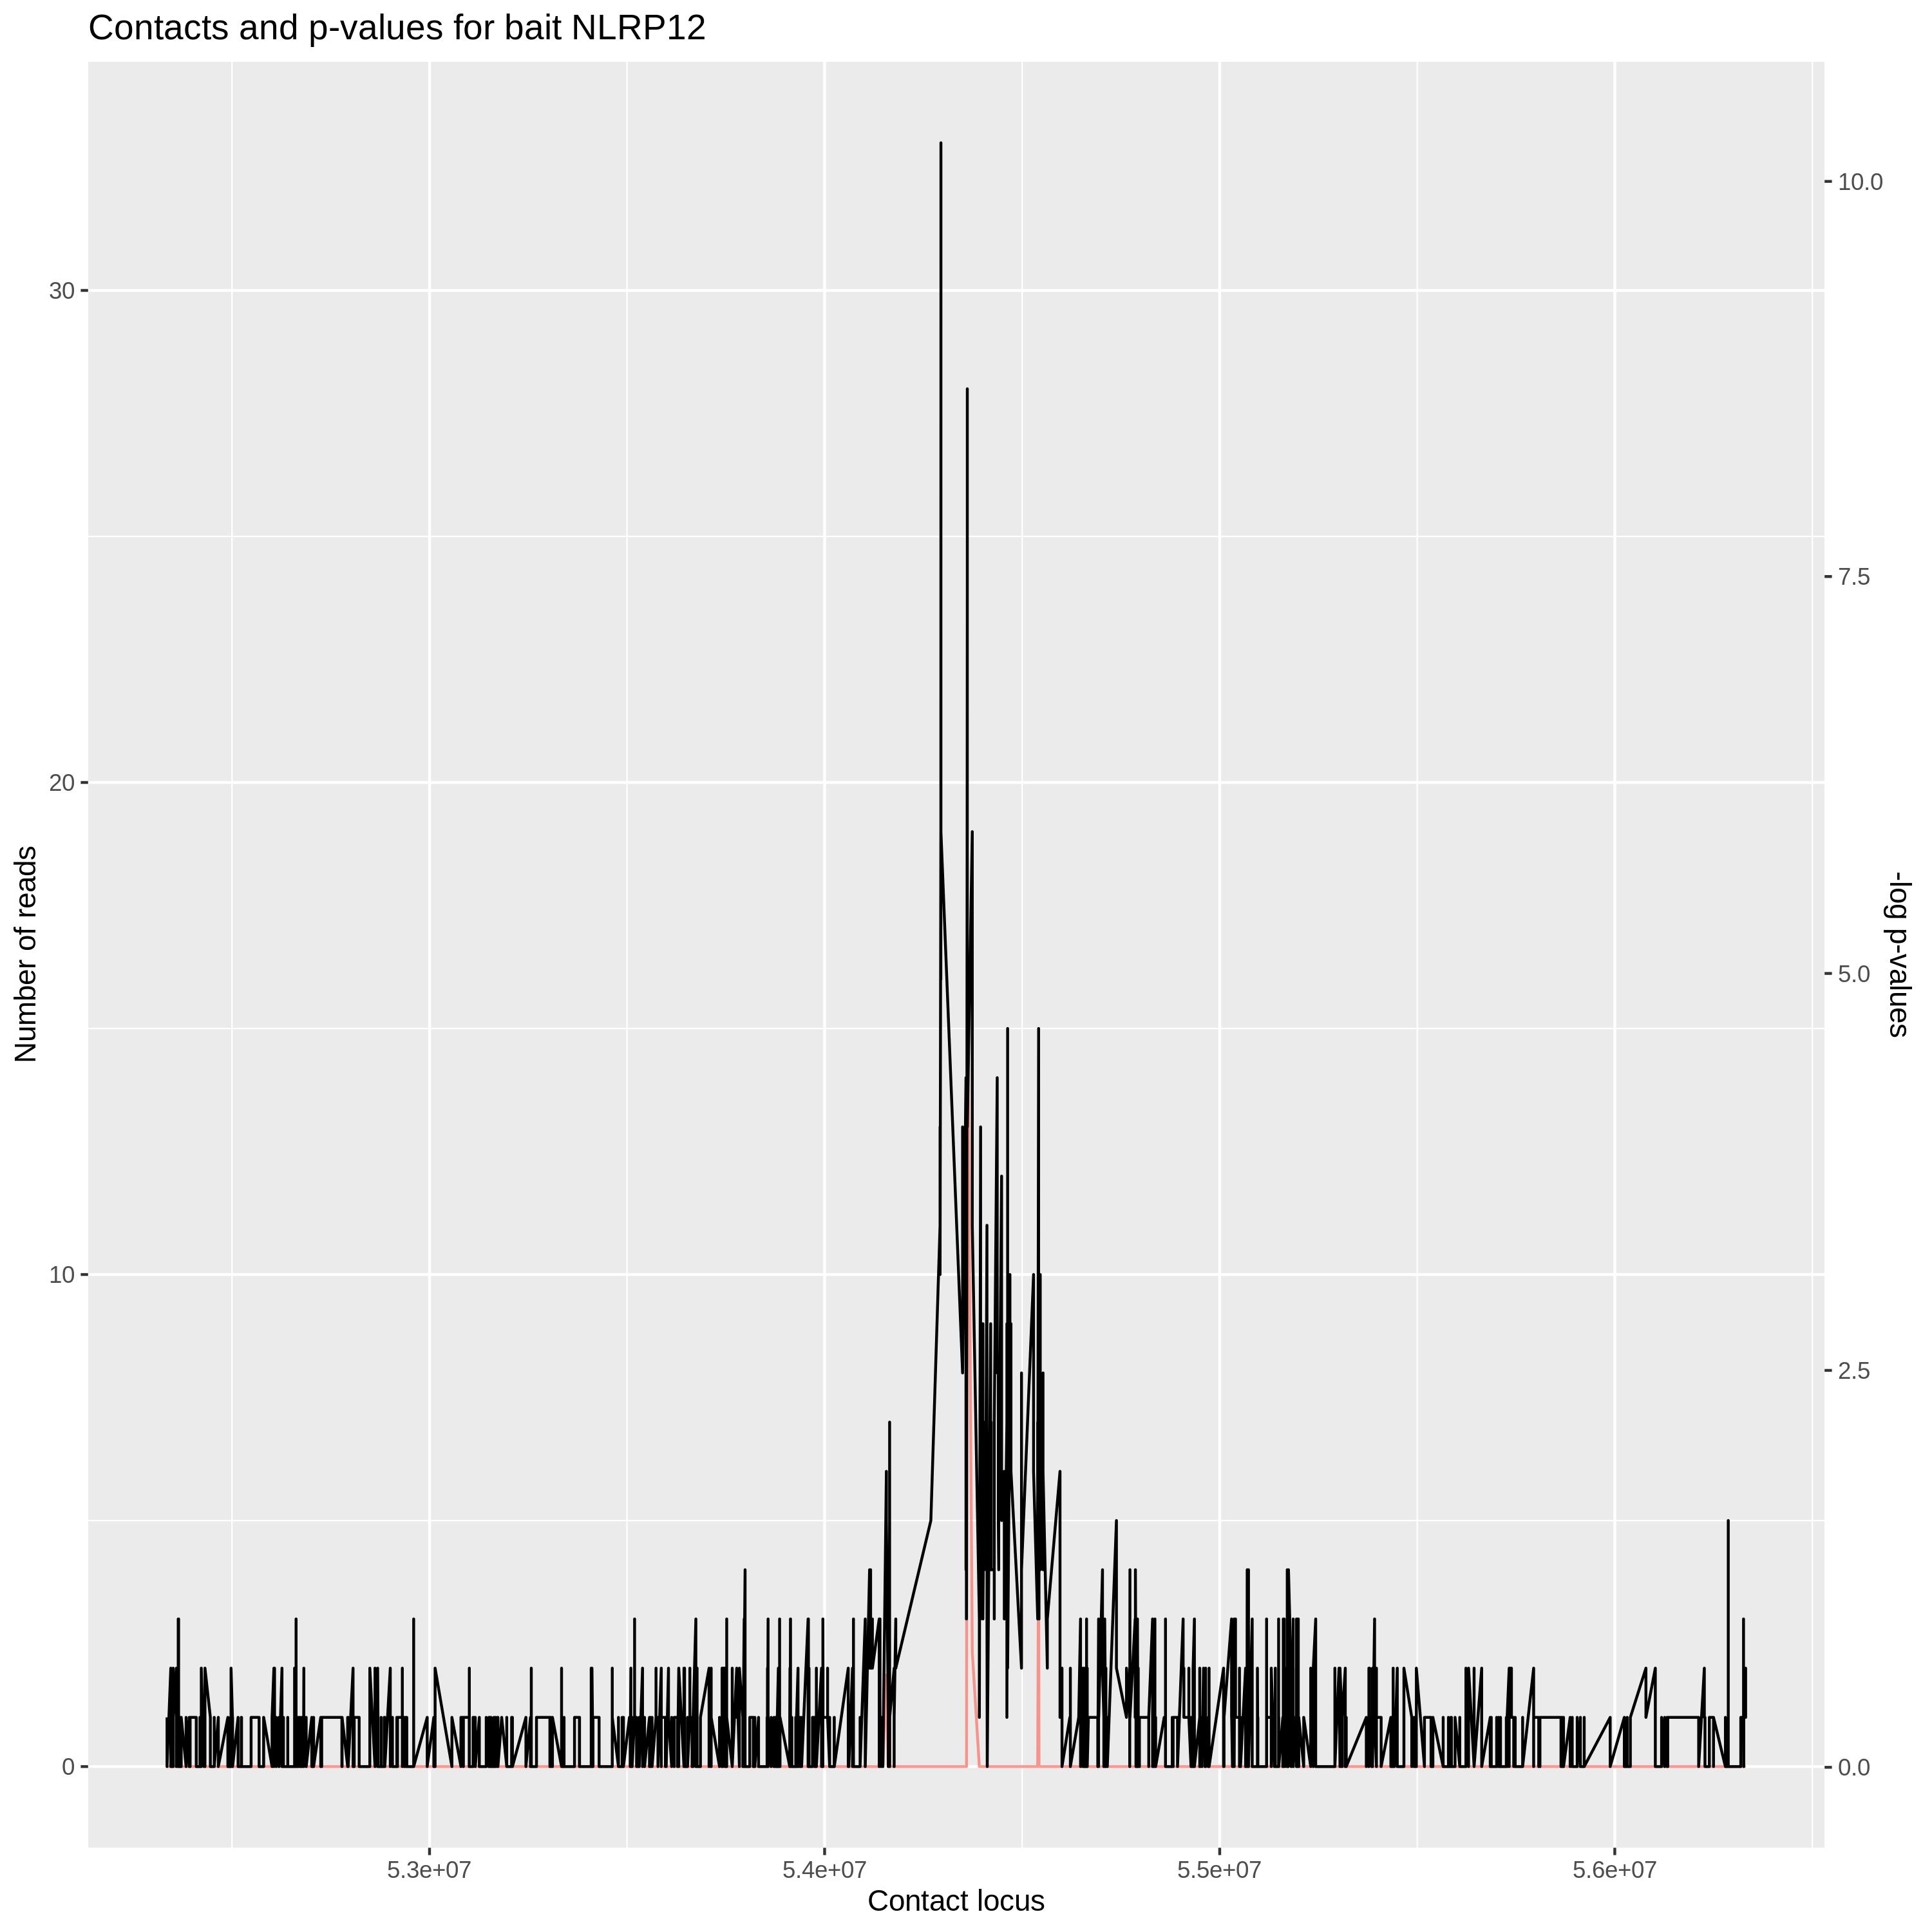 Contacts and p-values for bait NLRP12
Number of reads
30
20
10
0
10.0
7.5
5.0
2.5
0.0
-log p-values
5.3e+07
5.4e+07
5.5e+07
5.6e+07
Contact locus